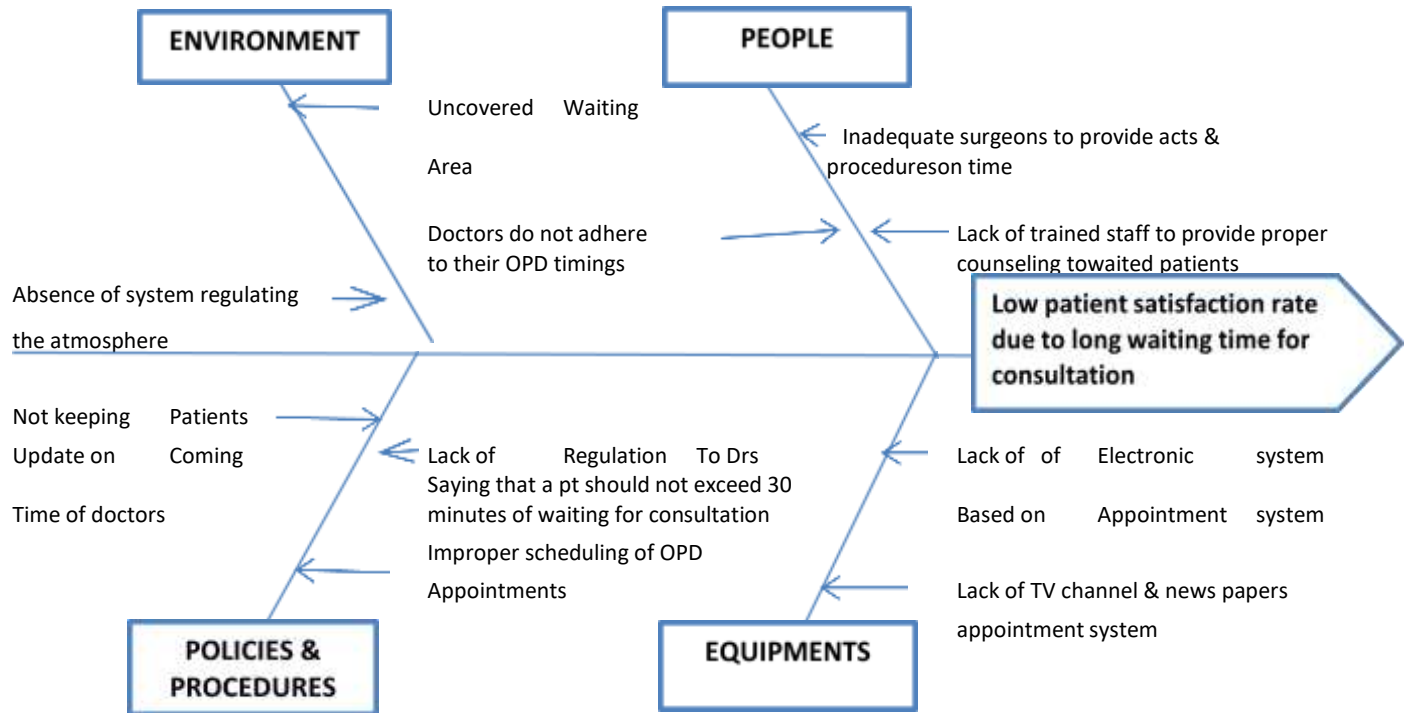 ENVIRONMENT
PEOPLE
Uncovered Waiting
Area
Inadequate surgeons to provide acts &
procedureson time
Doctors do not adhere
to their OPD timings
Lack of trained staff to provide proper
counseling towaited patients
Absence of system regulating
the atmosphere
Low patient satisfaction rate
due to long waiting time for
consultation
Not keeping Patients
Update on Coming
Time of doctors
Lack of Regulation To Drs
Saying that a pt should not exceed 30
minutes of waiting for consultation
Improper scheduling of OPD
Appointments
Lack of of Electronic system
Based on Appointment system
Lack of TV channel & news papers
appointment system
POLICIES &
PROCEDURES
EQUIPMENTS